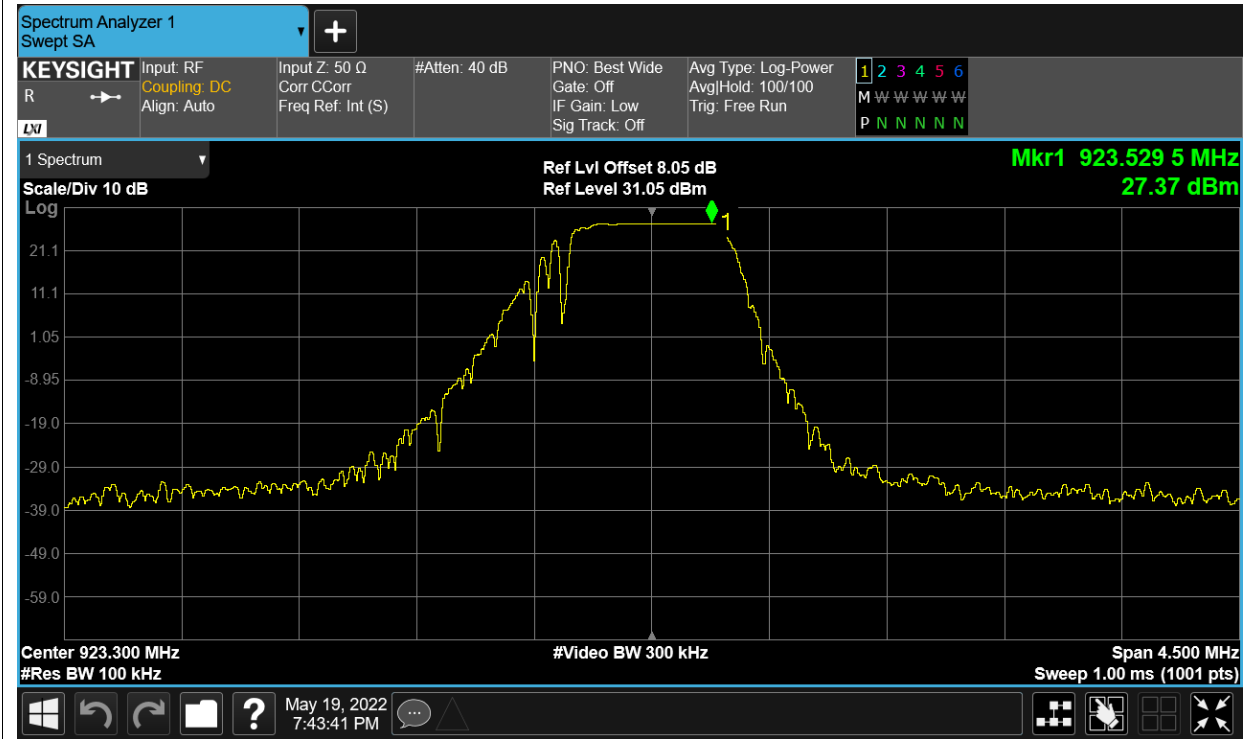 Spectrum Analyzer 1
Swept SA
KEYSIGHT
R
LXI
Input: RF
Coupling: DC
Align: Auto
Input Z: 50 Ω
Corr CCorr
Freq Ref: Int (S)
#Atten: 40 dB
PNO: Best Wide
Gate: Off
IF Gain: Low
Sig Track: Off
Avg Type: Log-Power
Avg|Hold: 100/100
Trig: Free Run
1 2 3 4 5 6
M W W W W W
P N N N N N
1 Spectrum
Scale/Div 10 dB
Log
Ref Lvl Offset 8.05 dB
Ref Level 31.05 dBm
Mkr1 923.529 5 MHz
27.37 dBm
1
21.1
11.1
1.05
-8.95
-19.0
-29.0
-39.0
-49.0
-59.0
Center 923.300 MHz
#Res BW 100 kHz
#Video BW 300 kHz
Span 4.500 MHz
Sweep 1.00 ms (1001 pts)
?
May 19, 2022
7:43:41 PM